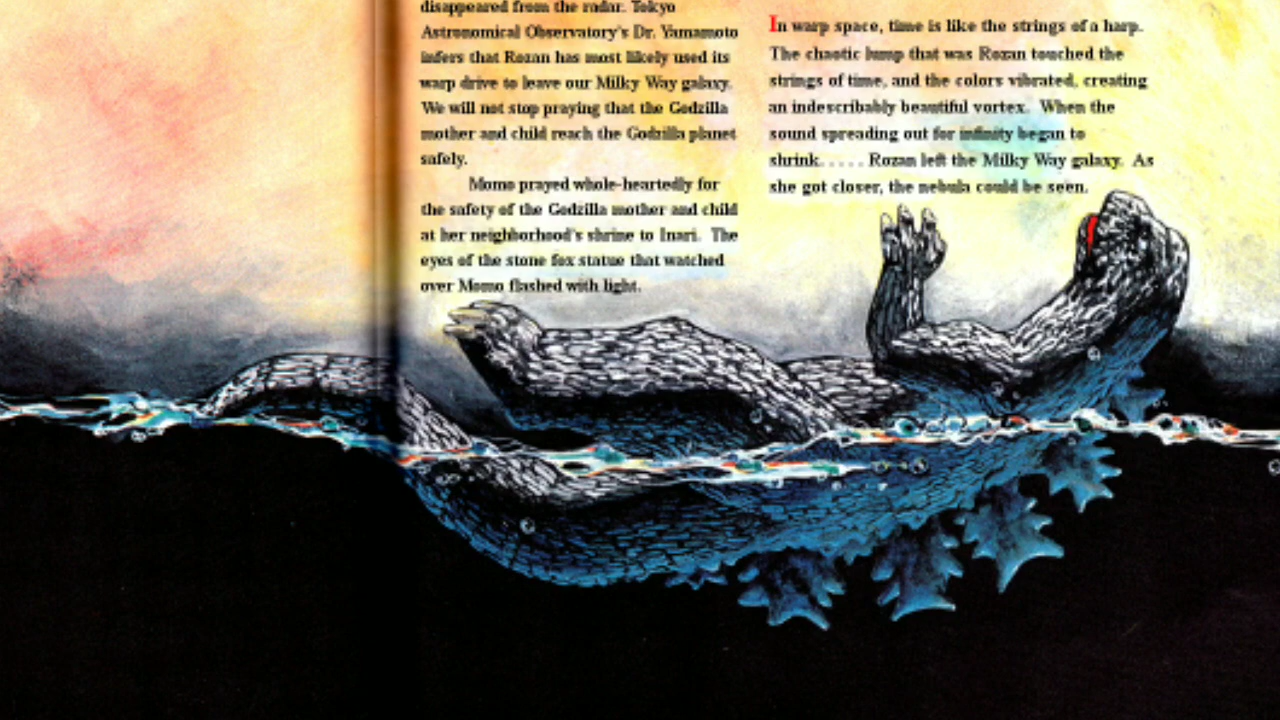 disappeared from the radar. Tokyo
Astronomical Observatory's Dr. Yamamoto
infers that Rozan has most likely used its
warp drive to leave our Milky Way galaxy.
We will not stop praying that the Godzilla
mother and child reach the Godzilla planet
safely.
Momo prayed whole-heartedly for
the safety of the Godzilla mother and child
at her neighborhood's shrine to Inari. The
eyes of the stone fox statue that watched
over Momo flashed with light.
In warp space, time is like the strings of a harp.
The chaotic lump that was Rozan touched the
strings of time, and the colors vibrated, creating
an indescribably beautiful vortex. When the
sound spreading out for infinity began to
shrink. . . . . Rozan left the Milky Way galaxy. As
she got closer, the nebula could be seen.